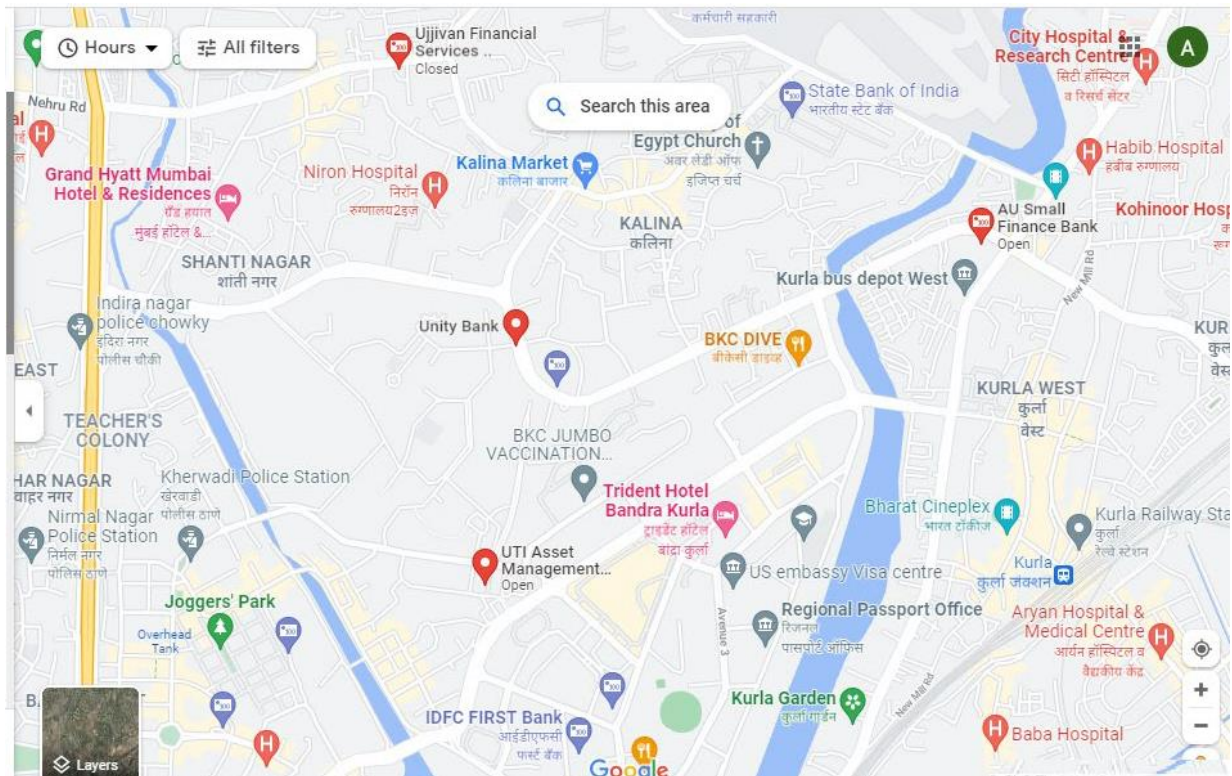 कर्मचारी सहकारी
Hours
All filters
Ujjivan Financial
Services ..
Closed
City Hospital &
Research Centre
सिटी हॉस्पिटल
व रिसर्च सेंटर
A
Nehru Rd
Search this area
State Bank of India
भारतीय स्टेट बँक
of
Egypt Church
अवर लेडी ऑफ
इजिप्त चर्च
Habib Hospital
हबीब रुग्णालय
Grand Hyatt Mumbai
Hotel & Residences
ग्रँड हयात
मुंबई हॉटेल &...
Niron Hospital
निरॉन
रुग्णालय2इज
Kalina Market
कलिना बाजार
KALINA
कलिना
AU Small
Finance Bank
Open
Kohinoor Hosp
SHANTI NAGAR
शांती नगर
Kurla bus depot West
New Mill Rd
Indira nagar
police chowky
इंदिरा नगर
पोलीस चौकी
Unity Bank
BKC DIVE
बीकेसी डाइव्ह
KUR
EAST
KURLA WEST
कुर्ला
वेस्ट
TEACHER'S
COLONY
BKC JUMBO
VACCINATION...
HAR NAGAR
वाहर नगर
Kherwadi Police Station
खेरवाडी
पोलीस ठाणे
Trident Hotel
Bandra Kurla
ट्राइडेंट हॉटेल
बांद्रा कुर्ला
Bharat Cineplex
भारत टॉकीज
Kurla Railway Sta
कुर्ला
रेल्वे स्टेशन
Nirmal Nagar
Police Station
निर्मल नगर
पोलिस ठाणे
UTI Asset
Management...
Open
US embassy Visa centre
Kurla
कुर्ला जंक्शन
Joggers' Park
Overhead
Tank
Avenue 3
Regional Passport Office
रिजनल
पासपोर्ट ऑफिस
Aryan Hospital &
Medical Centre
आर्यन हॉस्पिटल व
वैद्यकीय केंद्र
Kurla Garden
कुर्ला गार्डन
New Mill Rd
IDFC FIRST Bank
आईडीएफसी
फर्स्ट बँक
Baba Hospital
Layers
Google